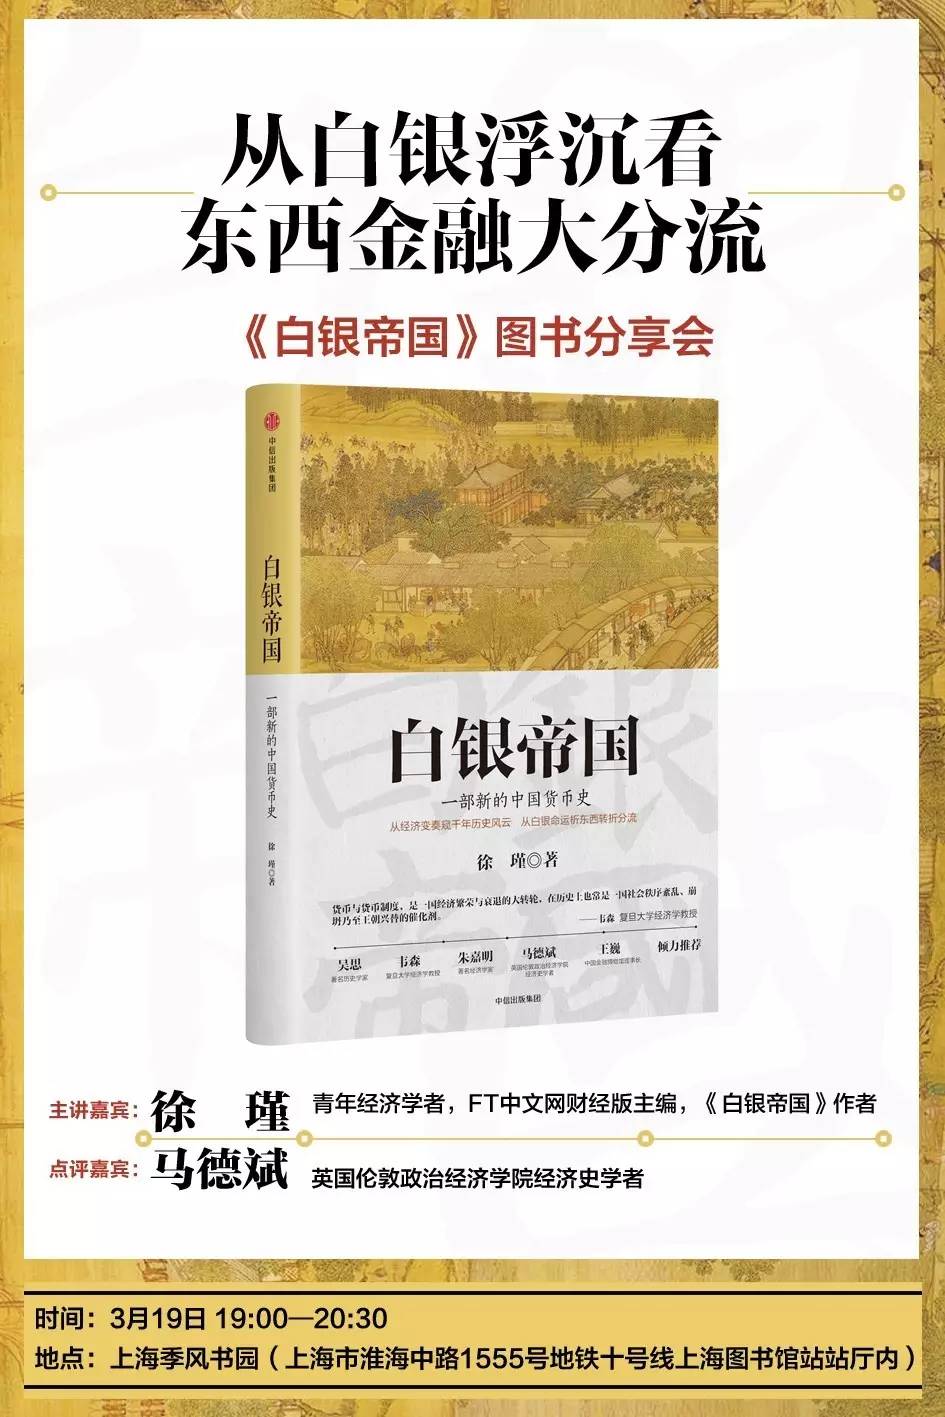 从白银浮沉看
东西金融大分流
《白银帝国》图书分享会
中信出版集团
白银帝国
一部新的中国货币史
徐 瑾◎著
白银帝国
一部新的中国货币史
从经济变奏窥千年历史风云 从白银命运析东西转折分流
徐 瑾◎著
货币与货币制度，是一国经济繁荣与衰退的大转轮，在历史上也常是一国社会秩序紊乱、崩
坍乃至王朝兴替的催化剂。
——韦森 复旦大学经济学教授
吴思 韦森 朱嘉明 马德斌 王巍 倾力推荐
著名历史学家 复旦大学经济学教授 著名经济学家 英国伦敦政治经济学院 中国金融博物馆理事长
经济史学者
中信出版集团
主讲嘉宾：徐 瑾 青年经济学者，FT中文网财经版主编，《白银帝国》作者
点评嘉宾：马德斌 英国伦敦政治经济学院经济史学者
时间：3月19日 19:00—20:30
地点：上海季风书园（上海市淮海中路1555号地铁十号线上海图书馆站站厅内）